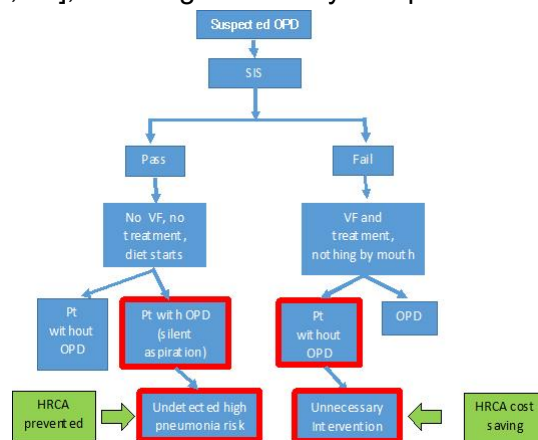 Suspected OPD
SIS
Pass
Fail
No VF, no
treatment,
diet starts
VF and
treatment,
nothing by mouth
Pt
without
OPD
Pt with OPD
(silent
aspiration)
Pt
without
OPD
OPD
HRCA
prevented
Undetected high
pneumonia risk
Unnecessary
Intervention
HRCA cost
saving